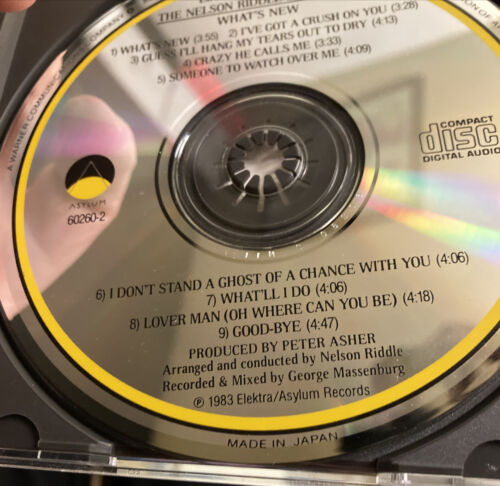 THE NELSON RIDD
WHAT'S NEW
1) WHAT'S NEW (3:55) 2) I'VE GOT A CRUSH ON YOU (3:28)
3) GUESS I'LL HANG MY TEARS OUT TO DRY (4:13)
4) CRAZY HE CALLS ME (3:33)
5) SOMEONE TO WATCH OVER ME (4:09)
A WARNER COMMUNICATIONS COMPANY
COMPACT
disc
DIGITAL AUDIO
ASYLUM
60260-2
6) I DON'T STAND A GHOST OF A CHANCE WITH YOU (4:06)
7) WHAT'LL I DO (4:06)
8) LOVER MAN (OH WHERE CAN YOU BE) (4:18)
9) GOOD-BYE (4:47)
PRODUCED BY PETER ASHER
Arranged and conducted by Nelson Riddle
Recorded & Mixed by George Massenburg
℗ 1983 Elektra/Asylum Records
MADE IN JAPAN